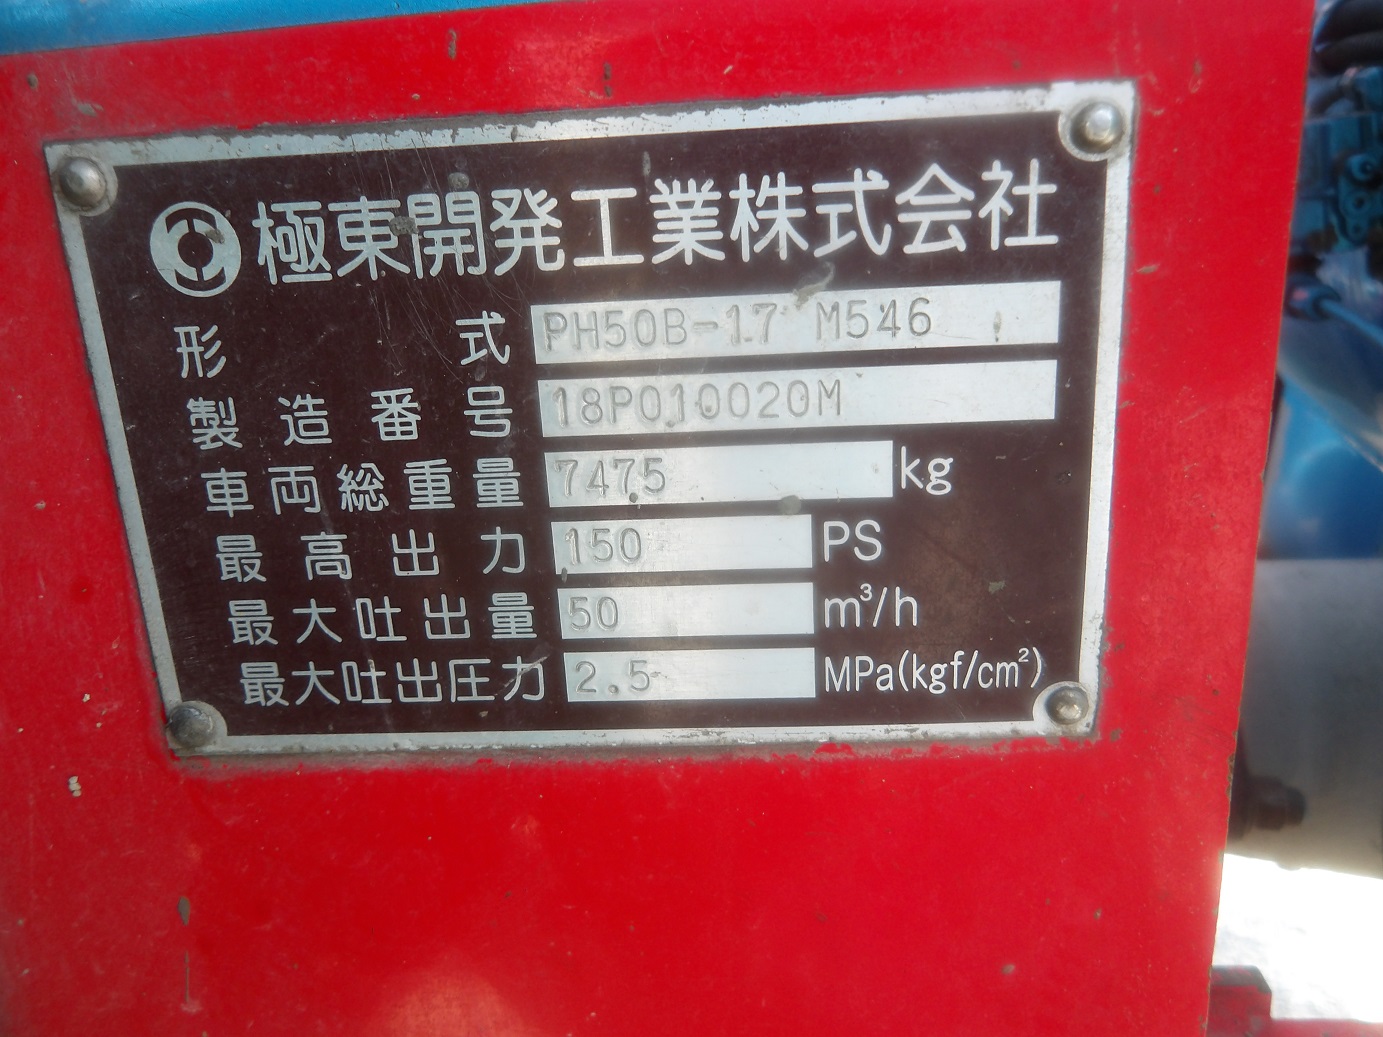 極東開発工業株式会社
形式 PH50B-17 M546
製造番号 18P010020M
車両総重量 7475 kg
最高出力 150 PS
最大吐出量 50 m³/h
最大吐出圧力 2.5 MPa(kgf/cm²)